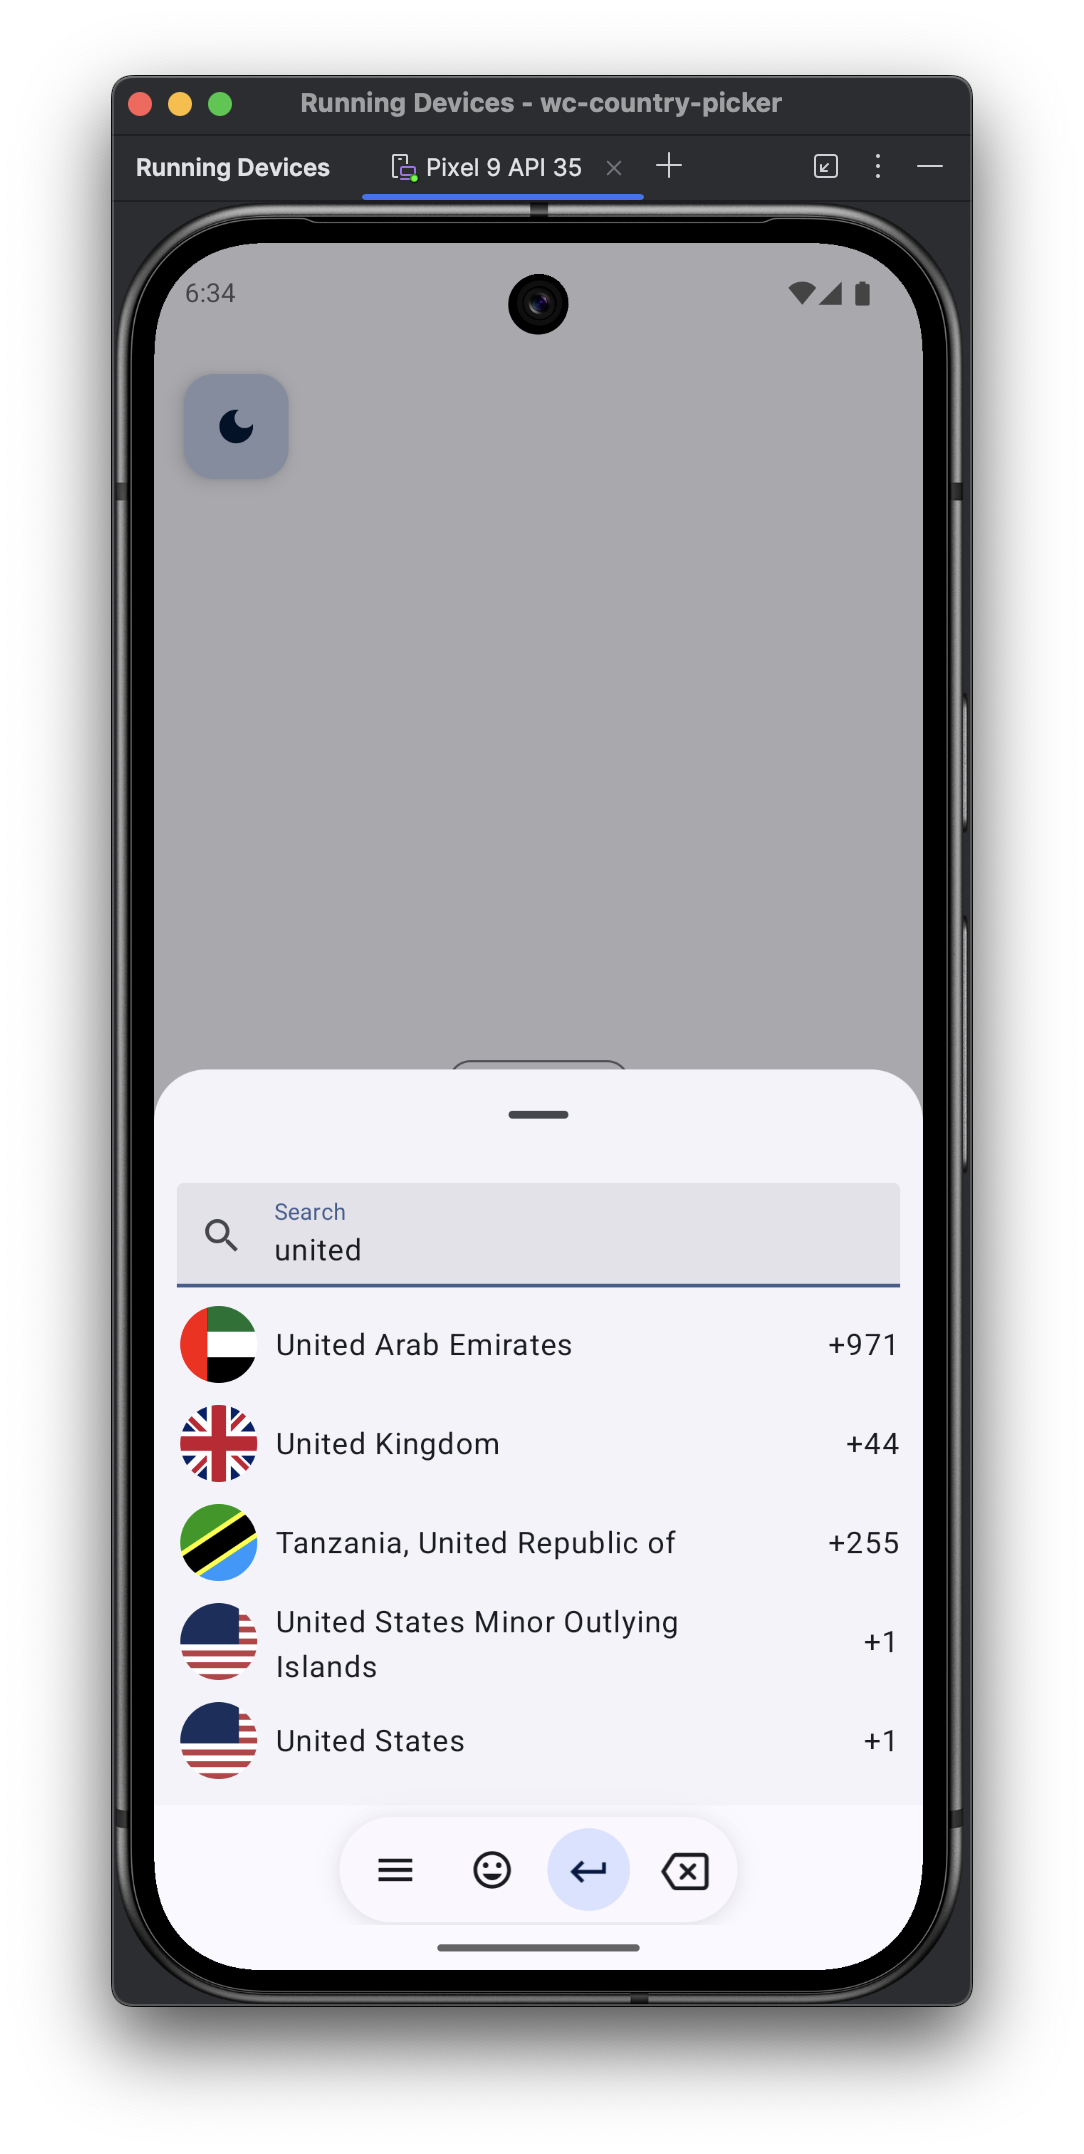 Running Devices - wc-country-picker
Running Devices
Pixel 9 API 35
6:34
Search
united
United Arab Emirates +971
United Kingdom +44
Tanzania, United Republic of +255
United States Minor Outlying
Islands +1
United States +1